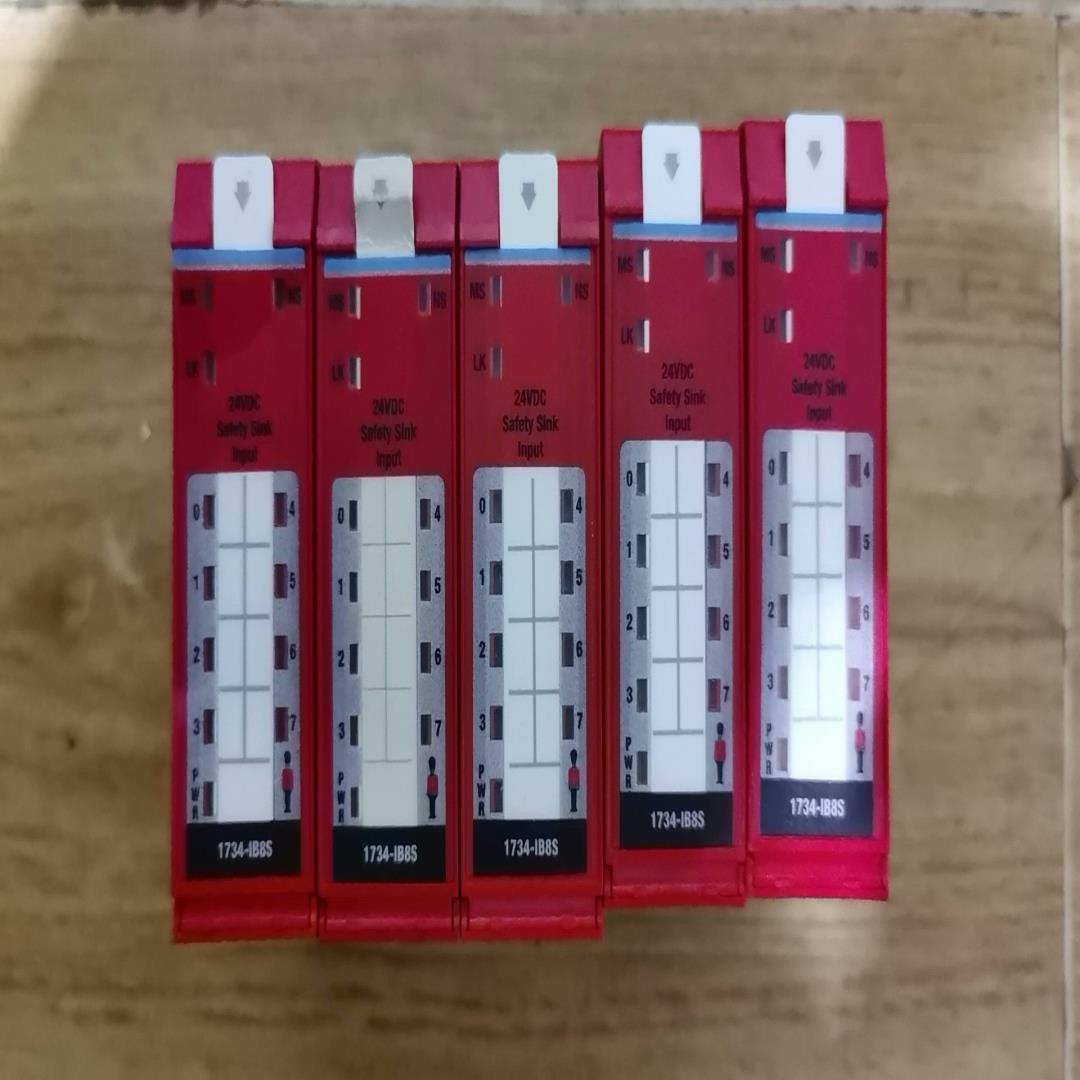 MS NS
LK
24VDC
Safety Sink
Input
0 4
1 5
2 6
3 7
PWR
1734-IB8S
MS NS
LK
24VDC
Safety Sink
Input
0 4
1 5
2 6
3 7
PWR
1734-IB8S
MS NS
LK
24VDC
Safety Sink
Input
0 4
1 5
2 6
3 7
PWR
1734-IB8S
MS NS
LK
24VDC
Safety Sink
Input
0 4
1 5
2 6
3 7
PWR
1734-IB8S
MS NS
LK
24VDC
Safety Sink
Input
0 4
1 5
2 6
3 7
PWR
1734-IB8S